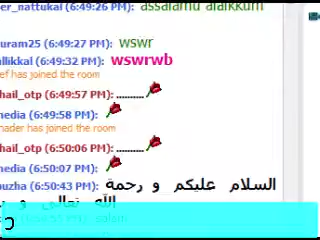 er_nattukal (6:49:26 PM): assalamu alaikkum
uram25 (6:49:27 PM): wswr
llikkal (6:49:32 PM): wswrwb
ef has joined the room
hail_otp (6:49:57 PM): ..........
media (6:49:58 PM):
nader has joined the room
hail_otp (6:50:06 PM): ..........
media (6:50:07 PM):
ouzha (6:50:43 PM): السلام عليكم و رحمة
الله تعالى و
salam